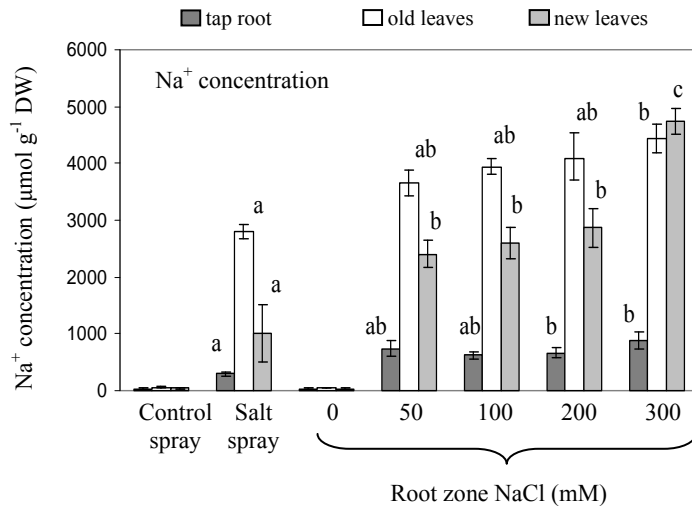 tap root old leaves new leaves
Na⁺ concentration
Na⁺ concentration (μmol g⁻¹ DW)
6000
5000
4000
3000
2000
1000
0
a a a
ab ab b
ab ab b
b ab b
b b c
Control spray
Salt spray
0 50 100 200 300
Root zone NaCl (mM)